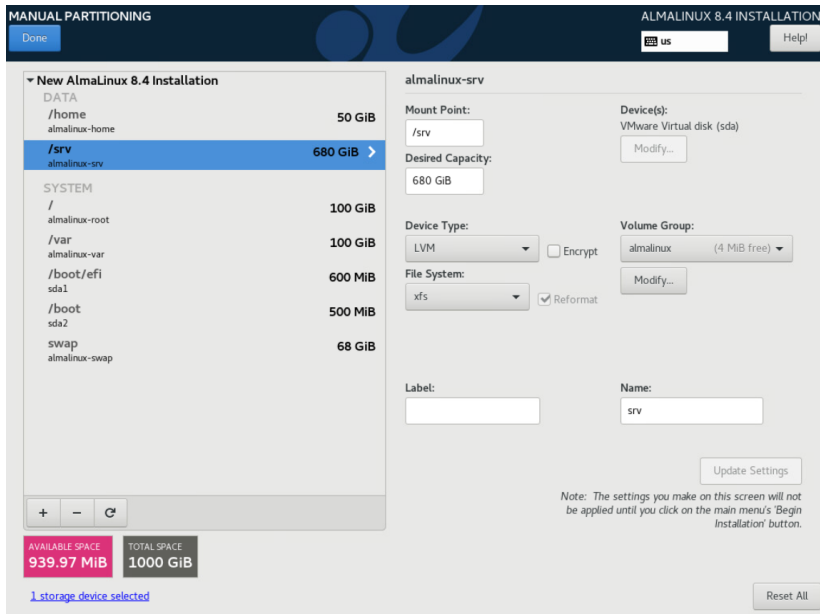 MANUAL PARTITIONING
ALMALINUX 8.4 INSTALLATION
Done
us
Help!
New AlmaLinux 8.4 Installation
DATA
/home
50 GiB
almalinux-home
/srv
680 GiB
almalinux-srv
SYSTEM
/
100 GiB
almalinux-root
/var
100 GiB
almalinux-var
/boot/efi
600 MiB
sda1
/boot
500 MiB
sda2
swap
68 GiB
almalinux-swap
AVAILABLE SPACE
939.97 MiB
TOTAL SPACE
1000 GiB
1 storage device selected
almalinux-srv
Mount Point:
/srv
Device(s):
VMware Virtual disk (sda)
Modify...
Desired Capacity:
680 GiB
Device Type:
LVM
Encrypt
Volume Group:
almalinux (4 MiB free)
Modify...
File System:
xfs
Reformat
Label:
Name:
srv
Update Settings
Note: The settings you make on this screen will not
be applied until you click on the main menu's 'Begin
Installation' button.
Reset All